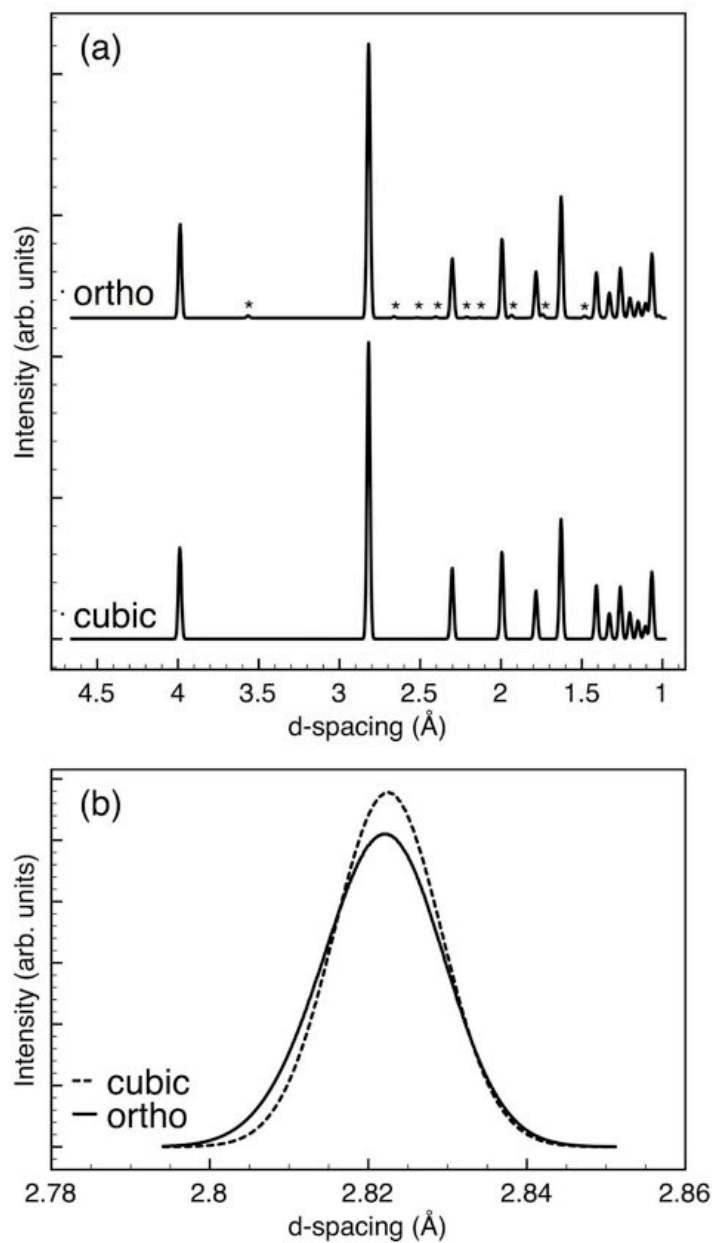 (a)
Intensity (arb. units)
ortho
* * * * * * * * *
cubic
4.5 4 3.5 3 2.5 2 1.5 1
d-spacing (Å)
(b)
Intensity (arb. units)
cubic
ortho
2.78 2.8 2.82 2.84 2.86
d-spacing (Å)